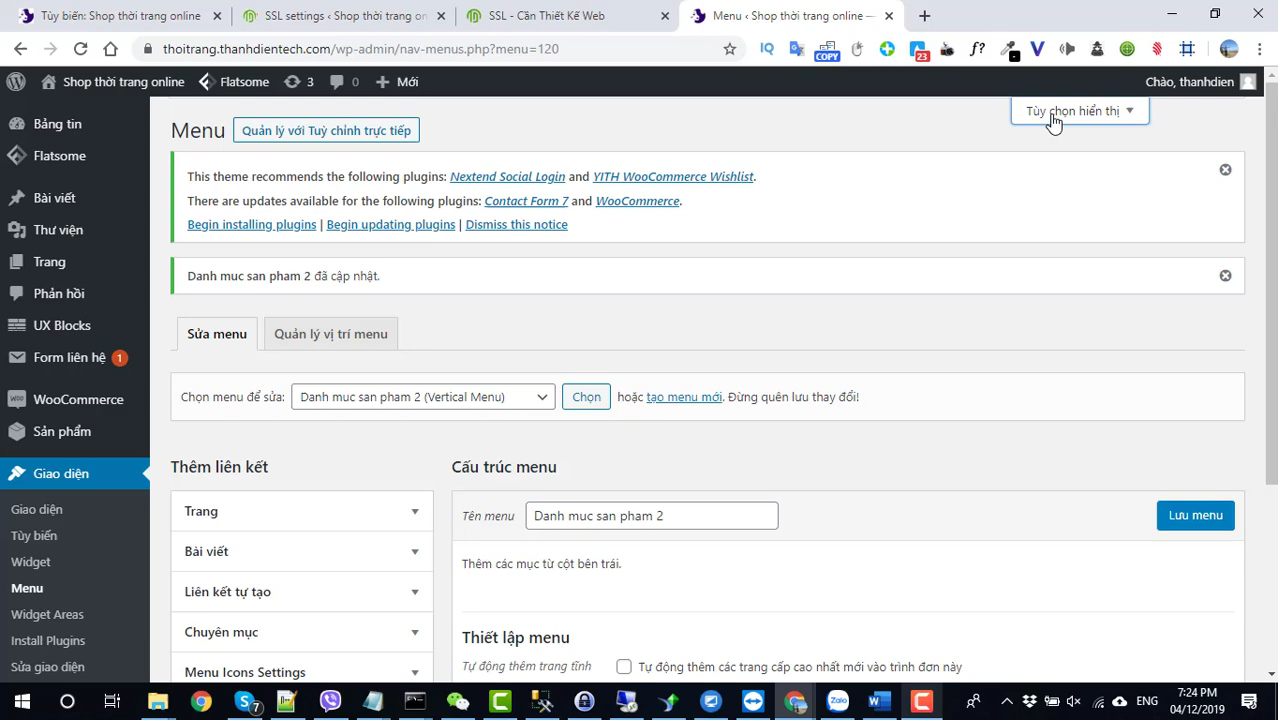 Tùy biến: Shop thời trang online
SSL settings ‹ Shop thời trang on
SSL - Cần Thiết Kế Web
Menu ‹ Shop thời trang online —
thoitrang.thanhdientech.com/wp-admin/nav-menus.php?menu=120
COPY
23
f?
Shop thời trang online
Flatsome
3
0
Mới
Chào, thanhdien
Bảng tin
Flatsome
Bài viết
Thư viện
Trang
Phản hồi
UX Blocks
Form liên hệ 1
WooCommerce
Sản phẩm
Giao diện
Giao diện
Tùy biến
Widget
Menu
Widget Areas
Install Plugins
Sửa giao diện
Tùy chọn hiển thị
Menu
Quản lý với Tuỳ chỉnh trực tiếp
This theme recommends the following plugins: Nextend Social Login and YITH WooCommerce Wishlist.
There are updates available for the following plugins: Contact Form 7 and WooCommerce.
Begin installing plugins | Begin updating plugins | Dismiss this notice
Danh muc san pham 2 đã cập nhật.
Sửa menu
Quản lý vị trí menu
Chọn menu để sửa: Danh muc san pham 2 (Vertical Menu) Chọn hoặc tạo menu mới. Đừng quên lưu thay đổi!
Thêm liên kết
Trang
Bài viết
Liên kết tự tạo
Chuyên mục
Menu Icons Settings
Cấu trúc menu
Tên menu Danh muc san pham 2
Lưu menu
Thêm các mục từ cột bên trái.
Thiết lập menu
Tự động thêm trang tĩnh Tự động thêm các trang cấp cao nhất mới vào trình đơn này
7
ENG
7:24 PM
04/12/2019